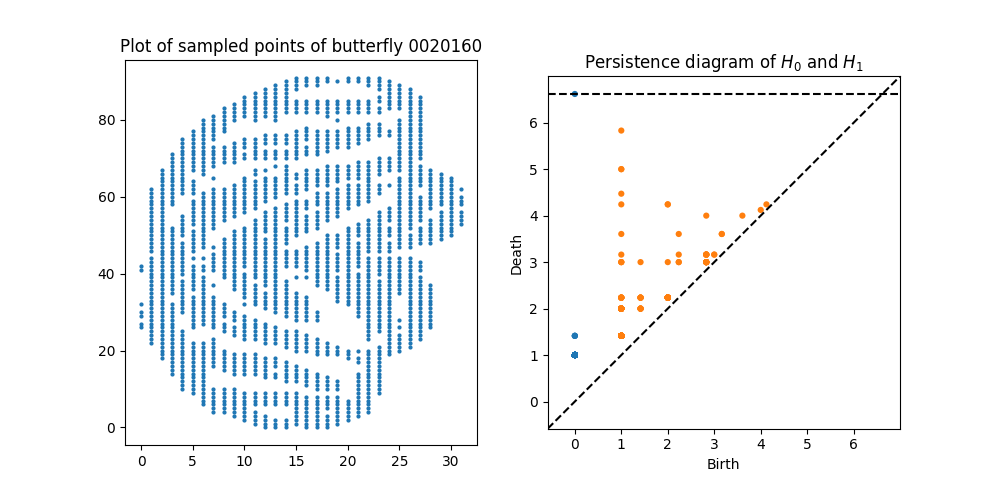 Plot of sampled points of butterfly 0020160
80
60
40
20
0
0 5 10 15 20 25 30
Persistence diagram of $H_0$ and $H_1$
Death
6
5
4
3
2
1
0
0 1 2 3 4 5 6
Birth